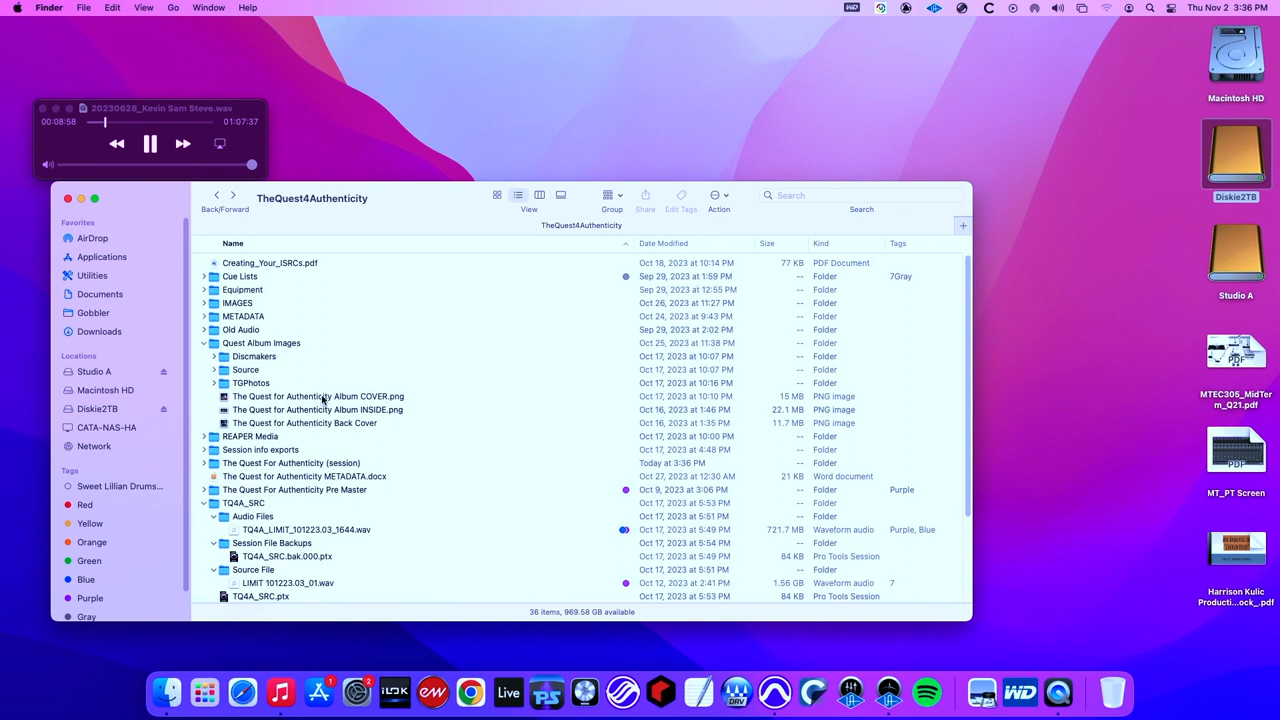 Finder File Edit View Go Window Help
Thu Nov 2 3:36 PM
20230628_Kevin Sam Steve.wav
00:08:58 01:07:37
Macintosh HD
Diskie2TB
Studio A
PDF
MTEC305_MidTer
m_Q21.pdf
PDF
MT_PT Screen
Harrison Kulic
Producti...ock_.pdf
TheQuest4Authenticity
Back/Forward View Group Share Edit Tags Action Search
Search
TheQuest4Authenticity
Favorites
AirDrop
Applications
Utilities
Documents
Gobbler
Downloads
Locations
Studio A
Macintosh HD
Diskie2TB
CATA-NAS-HA
Network
Tags
Sweet Lillian Drums...
Red
Yellow
Orange
Green
Blue
Purple
Gray
Name Date Modified Size Kind Tags
Creating_Your_ISRCs.pdf Oct 18, 2023 at 10:14 PM 77 KB PDF Document
Cue Lists Sep 29, 2023 at 1:59 PM -- Folder 7Gray
Equipment Sep 29, 2023 at 12:55 PM -- Folder
IMAGES Oct 26, 2023 at 11:27 PM -- Folder
METADATA Oct 24, 2023 at 9:43 PM -- Folder
Old Audio Sep 29, 2023 at 2:02 PM -- Folder
Quest Album Images Oct 25, 2023 at 11:38 PM -- Folder
Discmakers Oct 17, 2023 at 10:07 PM -- Folder
Source Oct 17, 2023 at 10:07 PM -- Folder
TGPhotos Oct 17, 2023 at 10:16 PM -- Folder
The Quest for Authenticity Album COVER.png Oct 17, 2023 at 10:10 PM 15 MB PNG image
The Quest for Authenticity Album INSIDE.png Oct 16, 2023 at 1:46 PM 22.1 MB PNG image
The Quest for Authenticity Back Cover Oct 16, 2023 at 1:35 PM 11.7 MB PNG image
REAPER Media Oct 17, 2023 at 10:00 PM -- Folder
Session info exports Oct 17, 2023 at 4:48 PM -- Folder
The Quest For Authenticity (session) Today at 3:36 PM -- Folder
The Quest for Authenticity METADATA.docx Oct 27, 2023 at 12:30 AM 21 KB Word document
The Quest For Authenticity Pre Master Oct 9, 2023 at 3:06 PM -- Folder Purple
TQ4A_SRC Oct 17, 2023 at 5:53 PM -- Folder
Audio Files Oct 17, 2023 at 5:51 PM -- Folder
TQ4A_LIMIT_101223.03_1644.wav Oct 17, 2023 at 5:49 PM 721.7 MB Waveform audio Purple, Blue
Session File Backups Oct 17, 2023 at 5:54 PM -- Folder
TQ4A_SRC.bak.000.ptx Oct 17, 2023 at 5:49 PM 84 KB Pro Tools Session
Source File Oct 17, 2023 at 5:51 PM -- Folder
LIMIT 101223.03_01.wav Oct 12, 2023 at 2:41 PM 1.56 GB Waveform audio 7
TQ4A_SRC.ptx Oct 17, 2023 at 5:53 PM 84 KB Pro Tools Session
36 items, 969.58 GB available
1 2 iLOK EW Live PS DRV WD